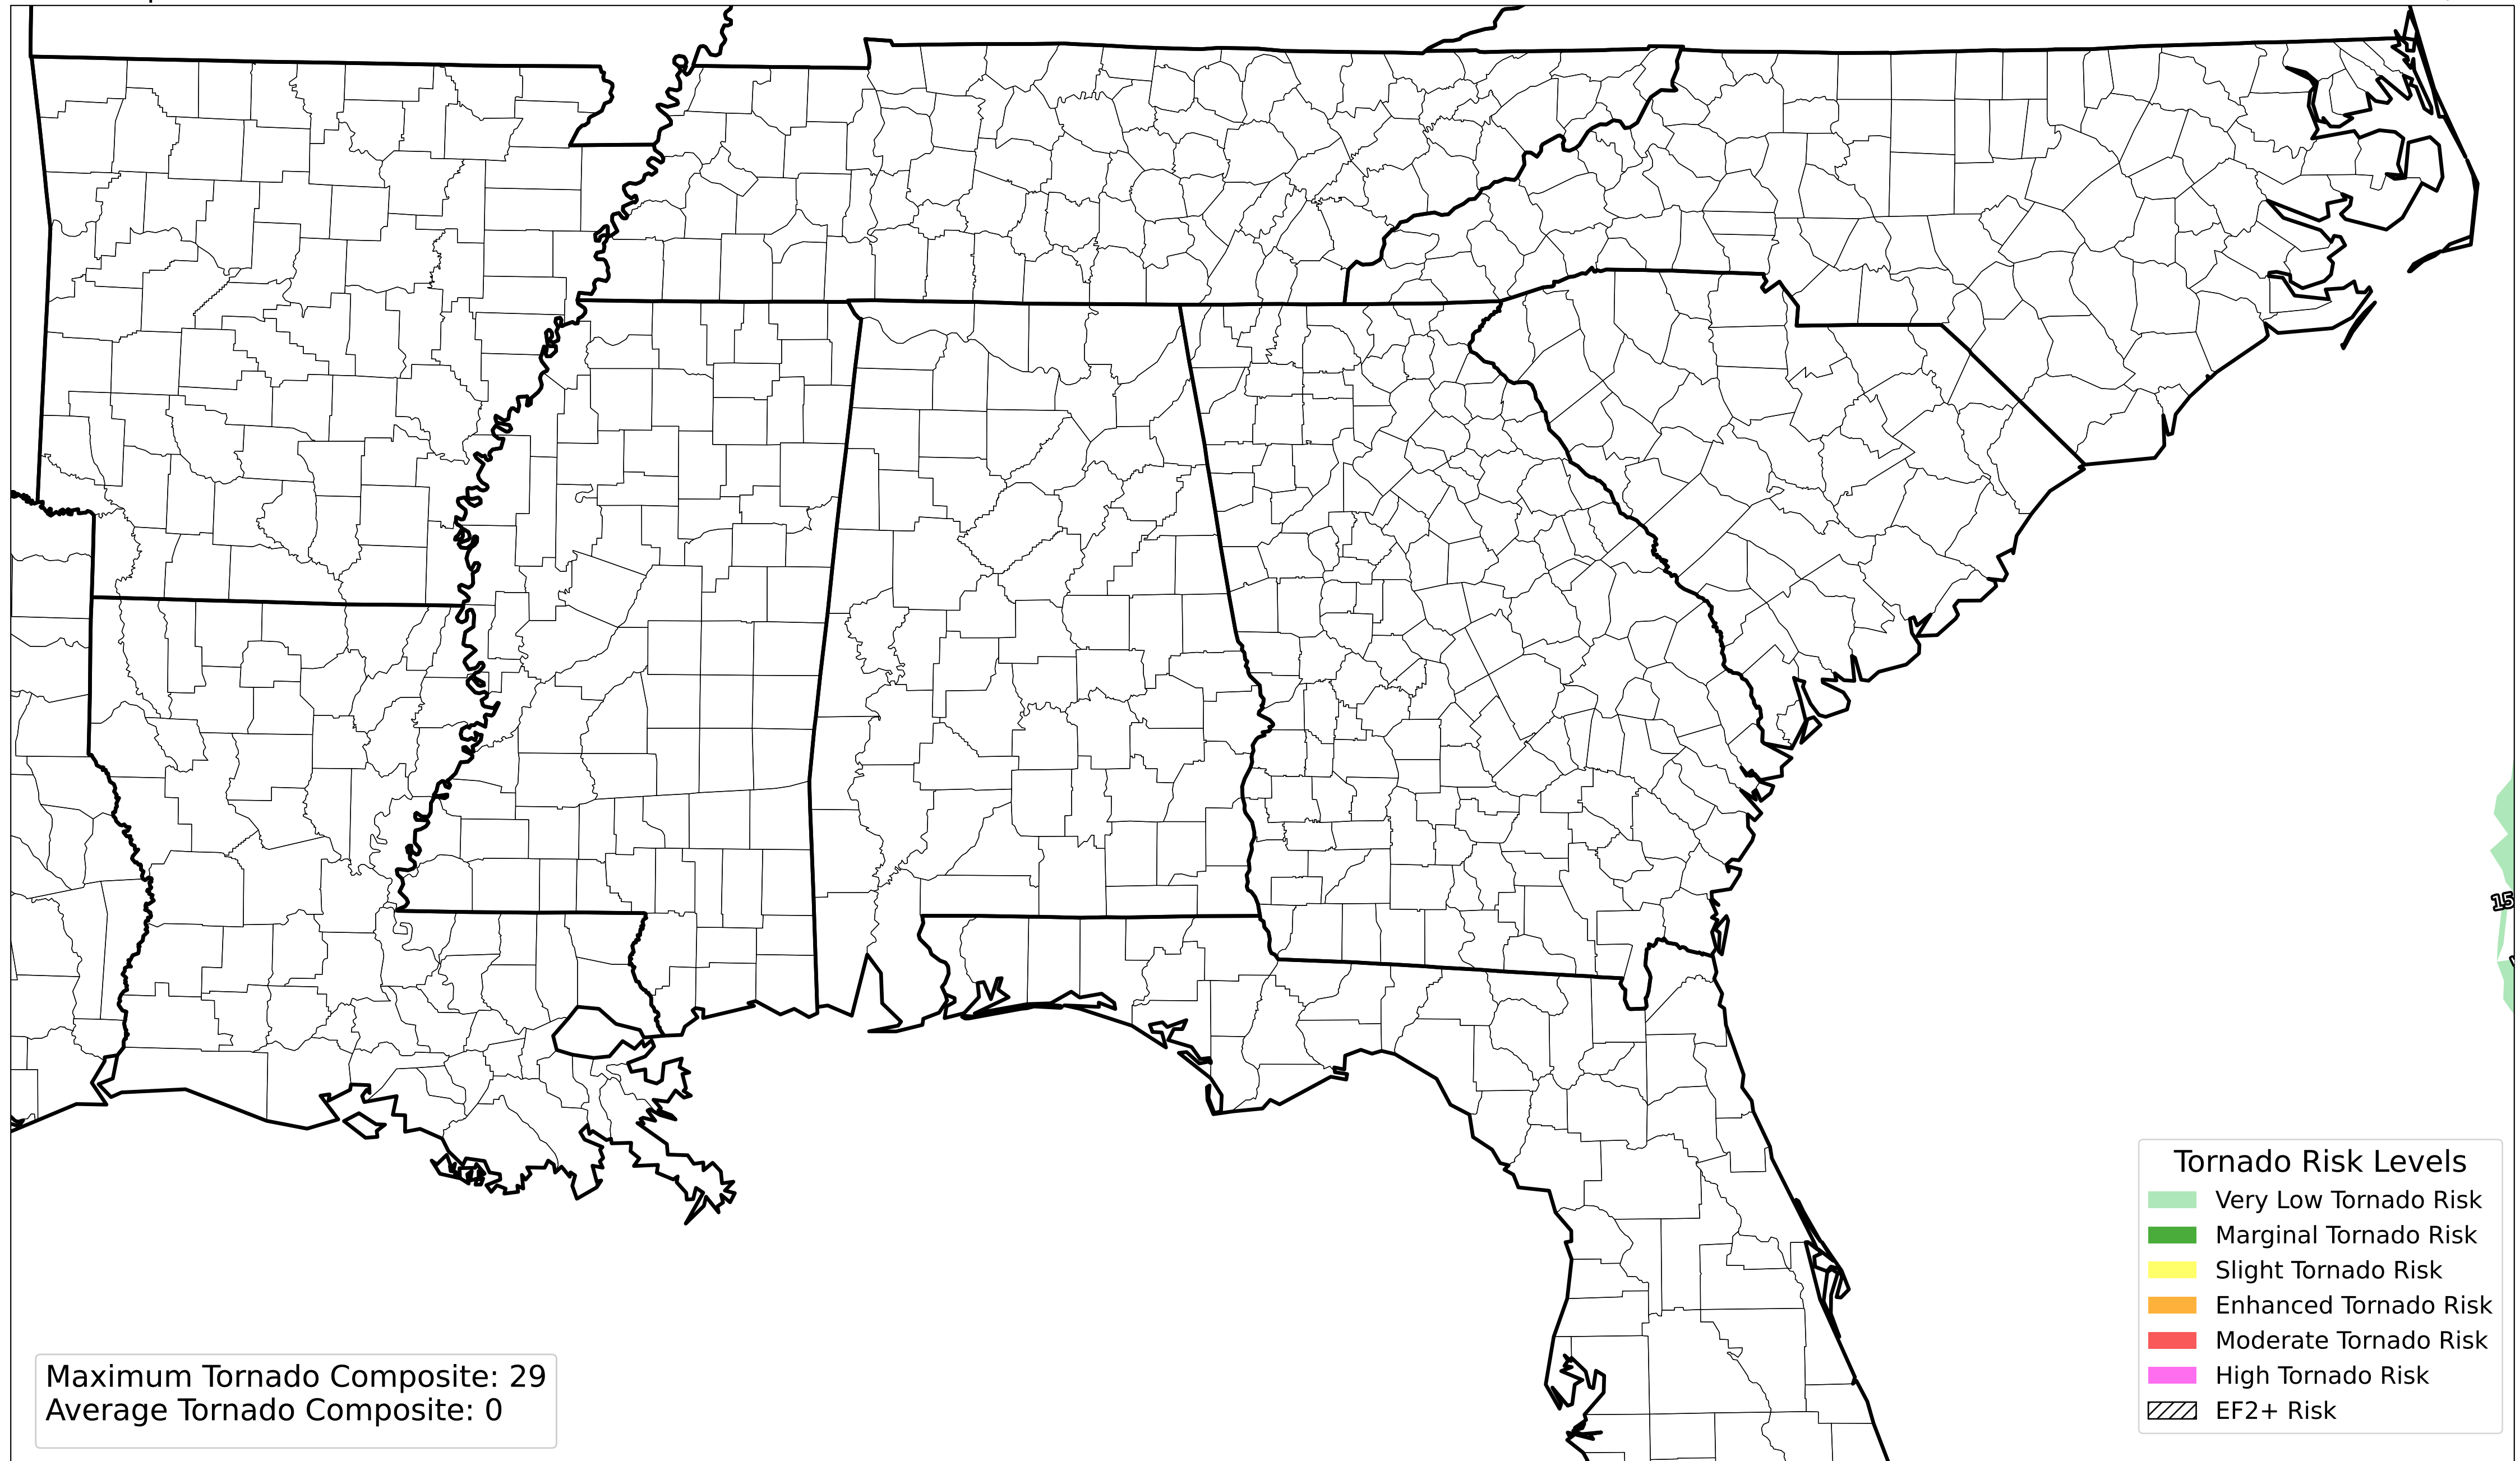 15
Tornado Risk Levels
Very Low Tornado Risk
Marginal Tornado Risk
Slight Tornado Risk
Enhanced Tornado Risk
Moderate Tornado Risk
High Tornado Risk
EF2+ Risk
Maximum Tornado Composite: 29
Average Tornado Composite: 0